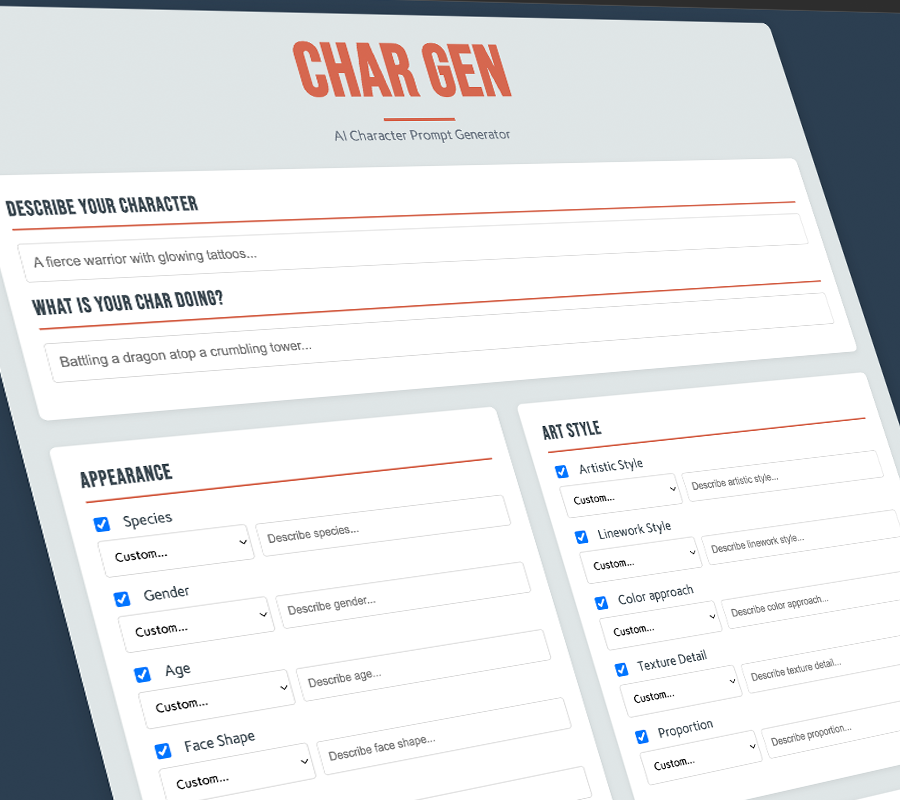 CHAR GEN
AI Character Prompt Generator
DESCRIBE YOUR CHARACTER
A fierce warrior with glowing tattoos...
WHAT IS YOUR CHAR DOING?
Battling a dragon atop a crumbling tower...
APPEARANCE
Species
Custom...
Describe species...
Gender
Custom...
Describe gender...
Age
Custom...
Describe age...
Face Shape
Custom...
Describe face shape...
ART STYLE
Artistic Style
Custom...
Describe artistic style...
Linework Style
Custom...
Describe linework style...
Color approach
Custom...
Describe color approach...
Texture Detail
Custom...
Describe texture detail...
Proportion
Custom...
Describe proportion...